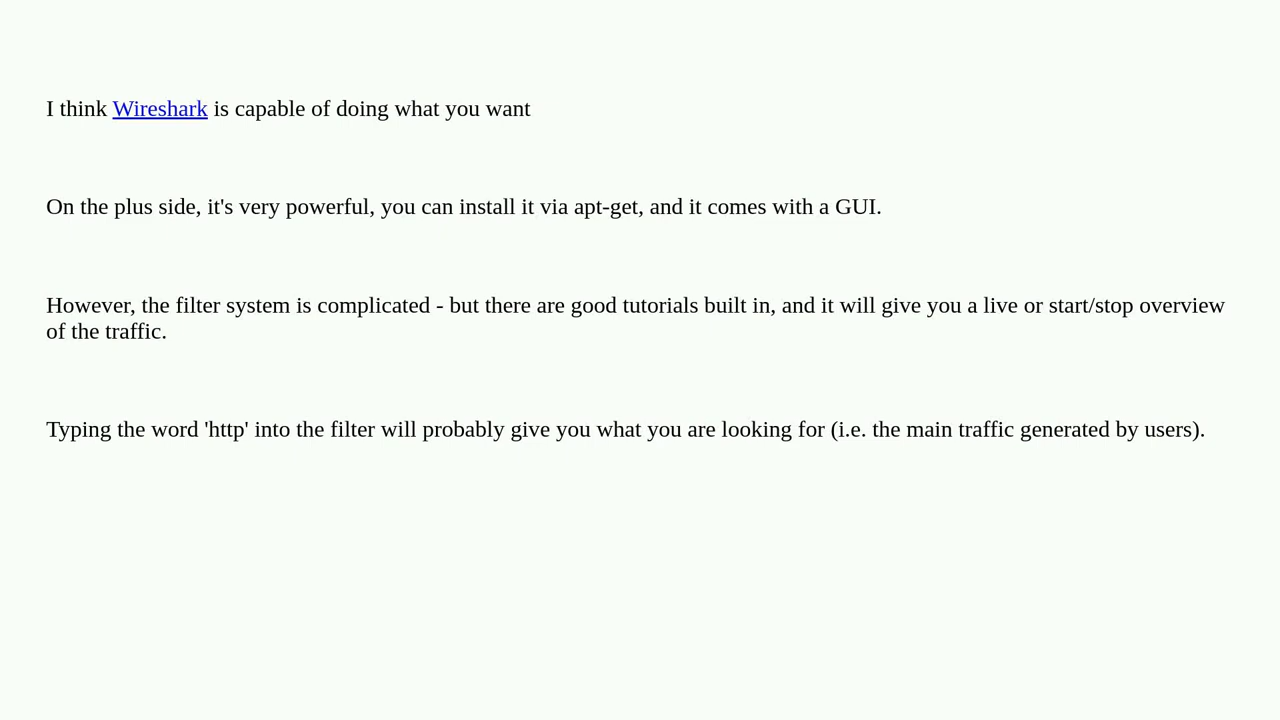 I think Wireshark is capable of doing what you want
On the plus side, it's very powerful, you can install it via apt-get, and it comes with a GUI.
However, the filter system is complicated - but there are good tutorials built in, and it will give you a live or start/stop overview
of the traffic.
Typing the word 'http' into the filter will probably give you what you are looking for (i.e. the main traffic generated by users).